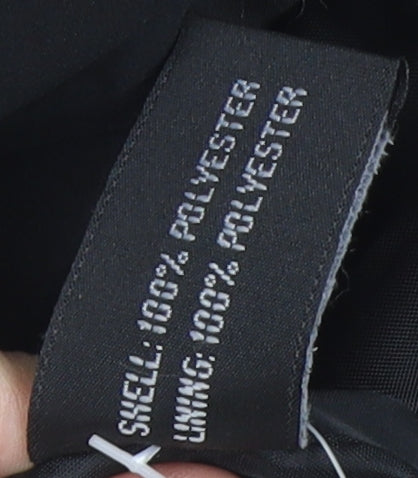 SHELL: 100% POLYESTER
LINING: 100% POLYESTER